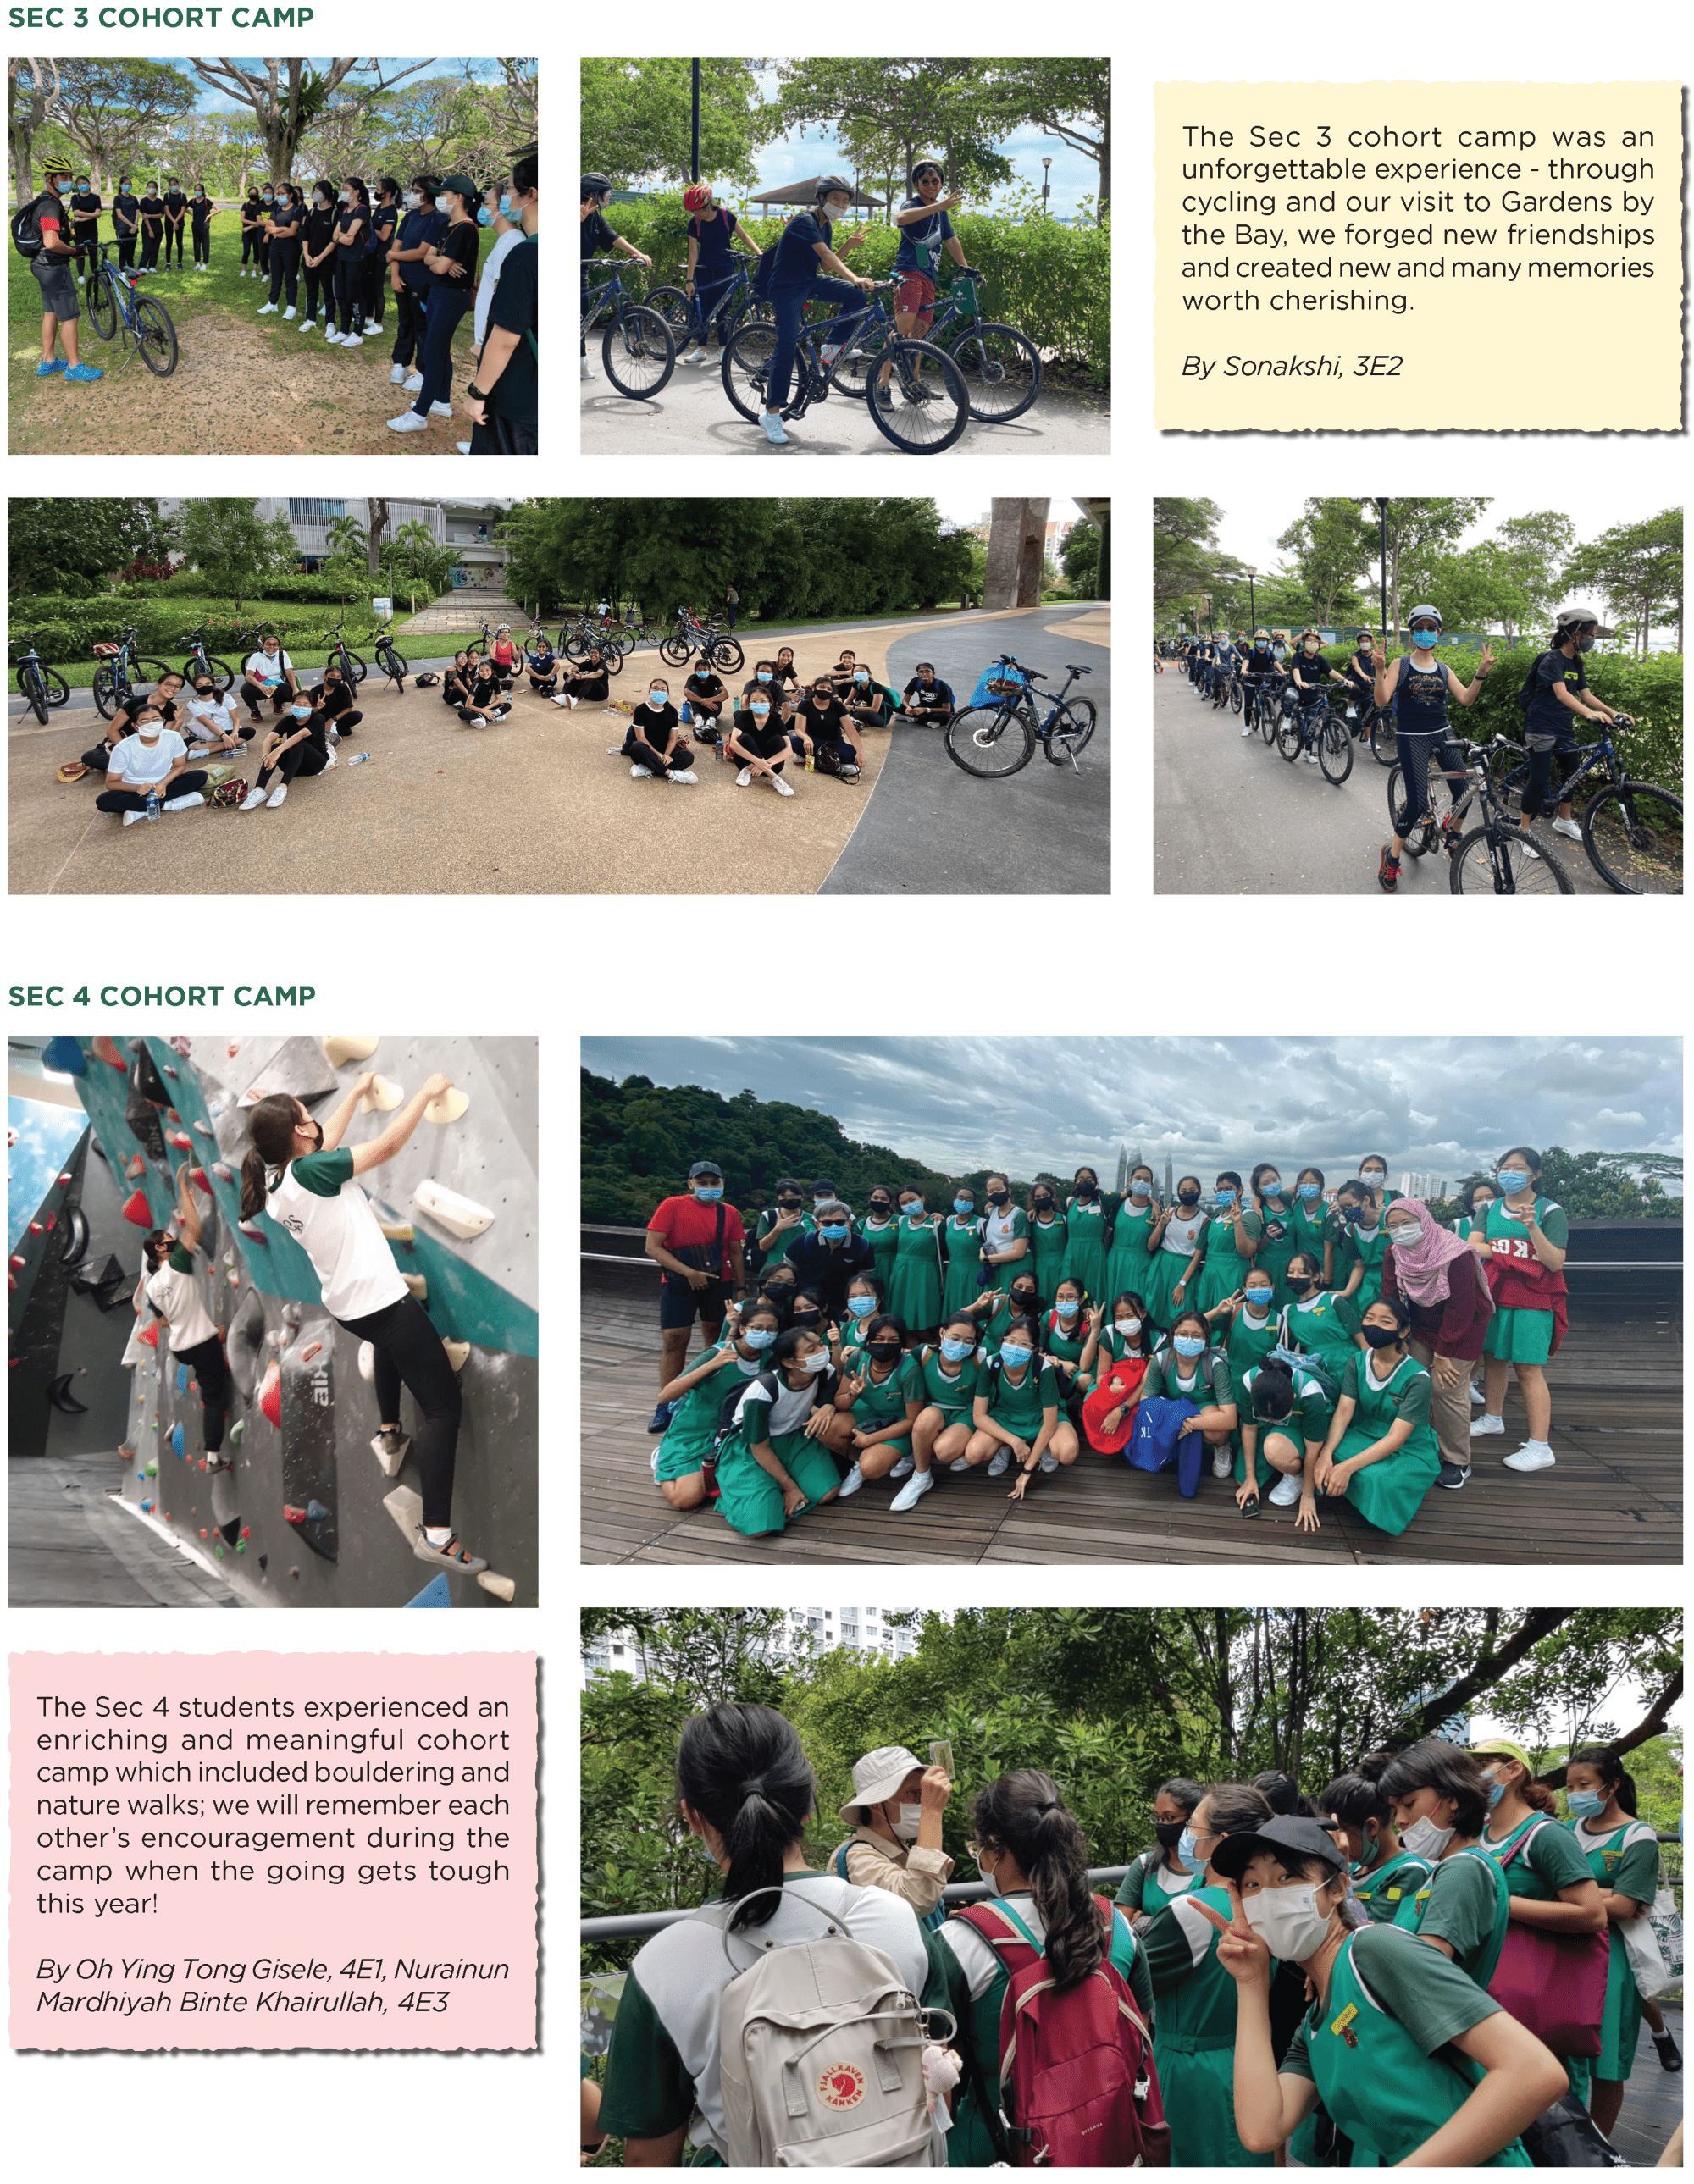 SEC 3 COHORT CAMP
The Sec 3 cohort camp was an
unforgettable experience - through
cycling and our visit to Gardens by
the Bay, we forged new friendships
and created new and many memories
worth cherishing.
By Sonakshi, 3E2
SEC 4 COHORT CAMP
TK
The Sec 4 students experienced an
enriching and meaningful cohort
camp which included bouldering and
nature walks; we will remember each
other's encouragement during the
camp when the going gets tough
this year!
By Oh Ying Tong Gisele, 4E1, Nurainun
Mardhiyah Binte Khairullah, 4E3
FJÄLLRÄVEN
KÅNKEN